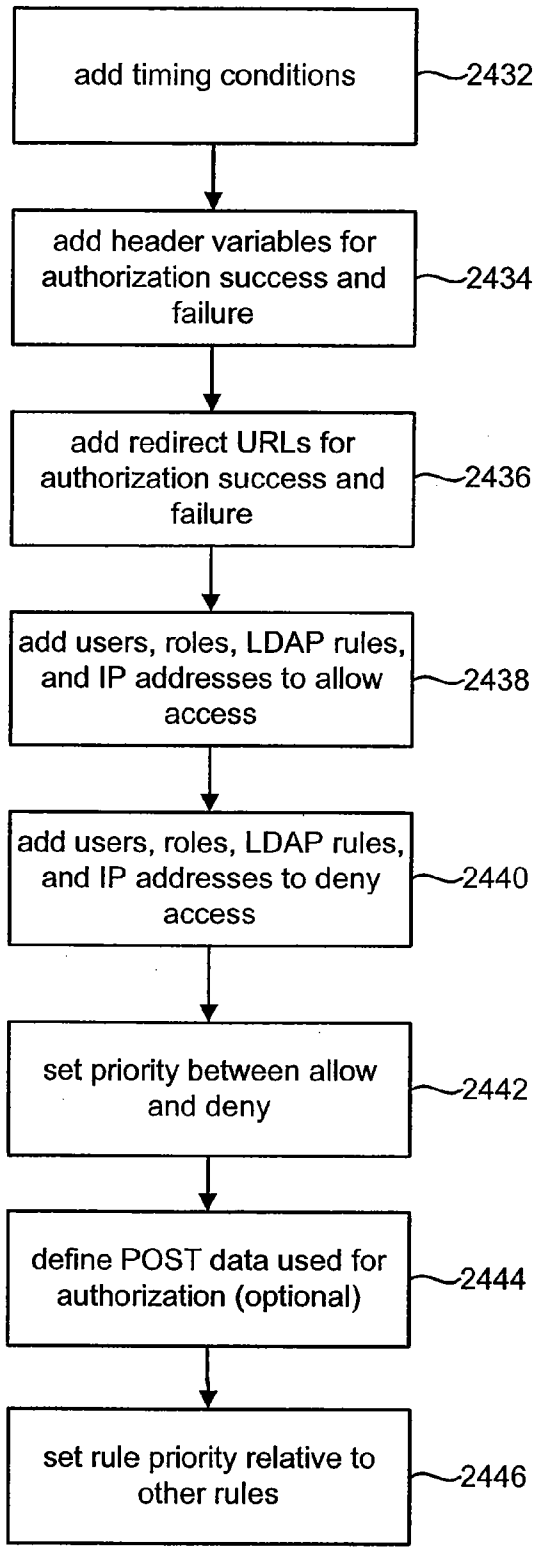 add timing conditions
2432
add header variables for
authorization success and
failure
2434
add redirect URLs for
authorization success and
failure
2436
add users, roles, LDAP rules,
and IP addresses to allow
access
2438
add users, roles, LDAP rules,
and IP addresses to deny
access
2440
set priority between allow
and deny
2442
define POST data used for
authorization (optional)
2444
set rule priority relative to
other rules
2446